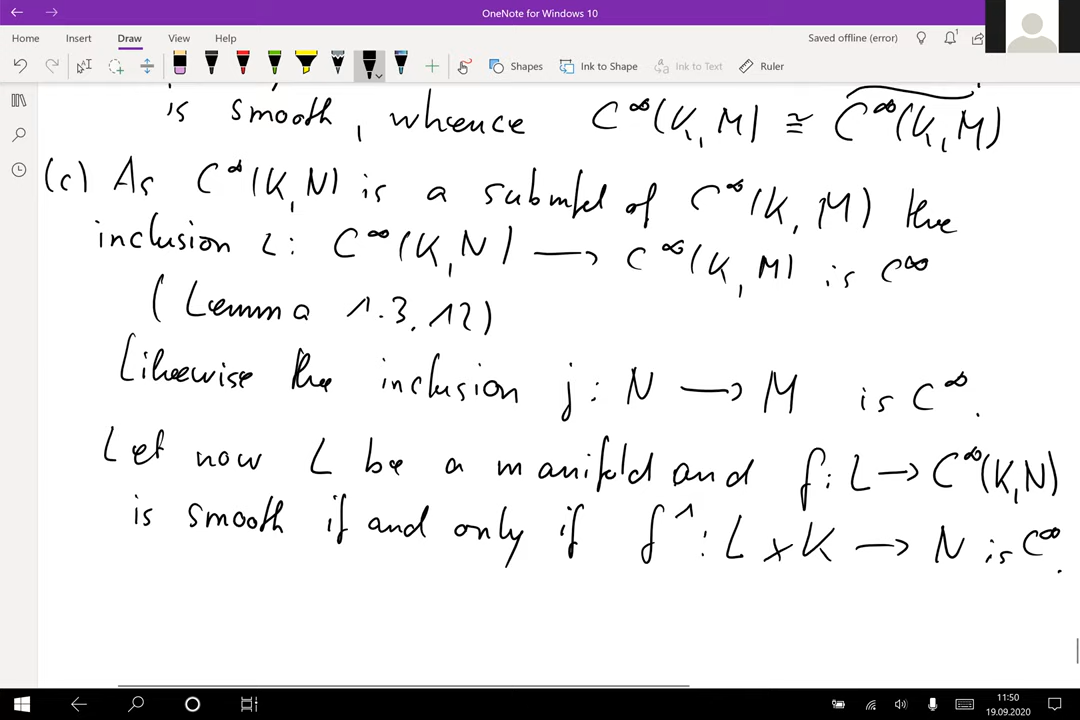 OneNote for Windows 10
Home Insert Draw View Help Saved offline (error)
Shapes Ink to Shape Ink to Text Ruler
is smooth, whence C^∞(K,M) ≅ C^∞(K,M)
(c) As C^∞(K,N) is a submfd of C^∞(K,M) the
inclusion ι: C^∞(K,N) → C^∞(K,M) is C^∞
(Lemma 1.3.12)
Likewise the inclusion j: N → M is C^∞.
Let now L be a manifold and f: L → C^∞(K,N)
is smooth if and only if f^∧: L × K → N is C^∞.
11:50
19.09.2020